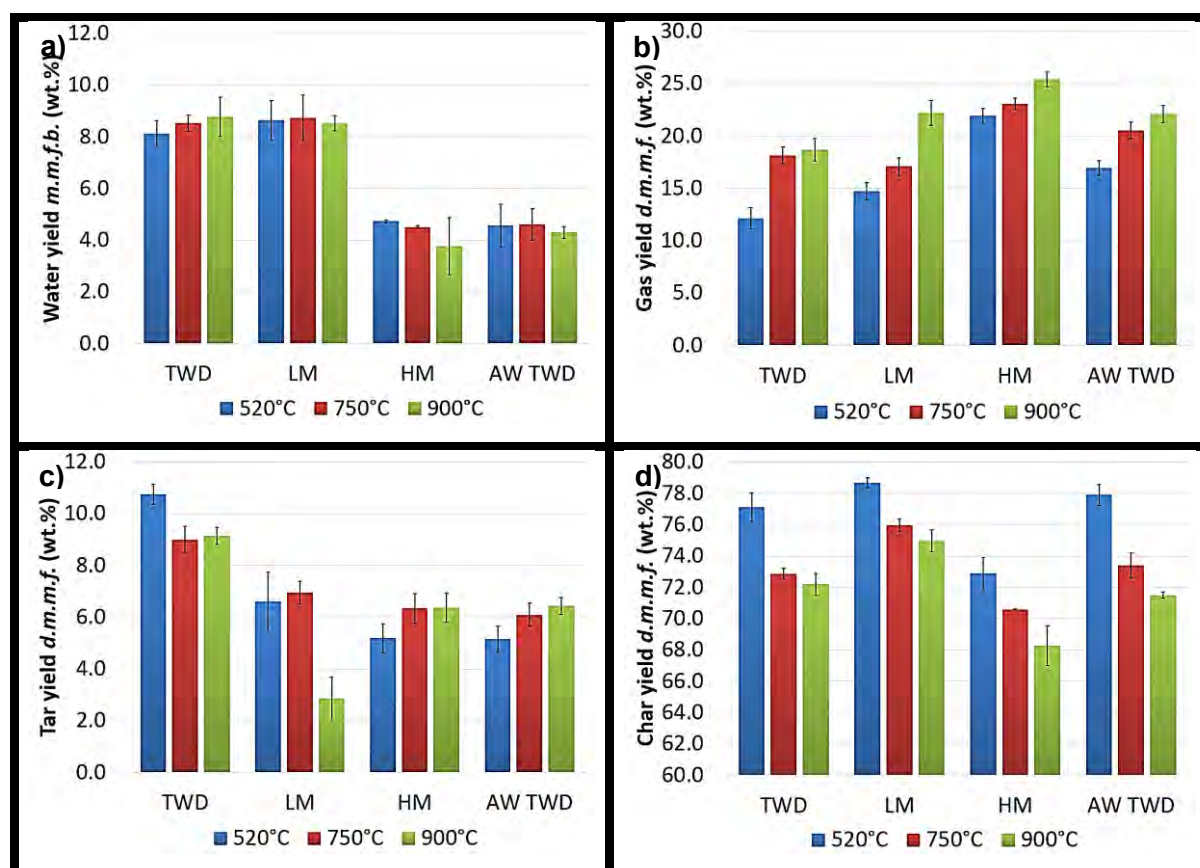 a)
Water yield m.m.f.b. (wt.%)
12.0
10.0
8.0
6.0
4.0
2.0
0.0
TWD LM HM AW TWD
520°C 750°C 900°C
b)
Gas yield d.m.m.f. (wt.%)
30.0
25.0
20.0
15.0
10.0
5.0
0.0
TWD LM HM AW TWD
520°C 750°C 900°C
c)
Tar yield d.m.m.f. (wt.%)
12.0
10.0
8.0
6.0
4.0
2.0
0.0
TWD LM HM AW TWD
520°C 750°C 900°C
d)
Char yield d.m.m.f. (wt.%)
80.0
78.0
76.0
74.0
72.0
70.0
68.0
66.0
64.0
62.0
60.0
TWD LM HM AW TWD
520°C 750°C 900°C